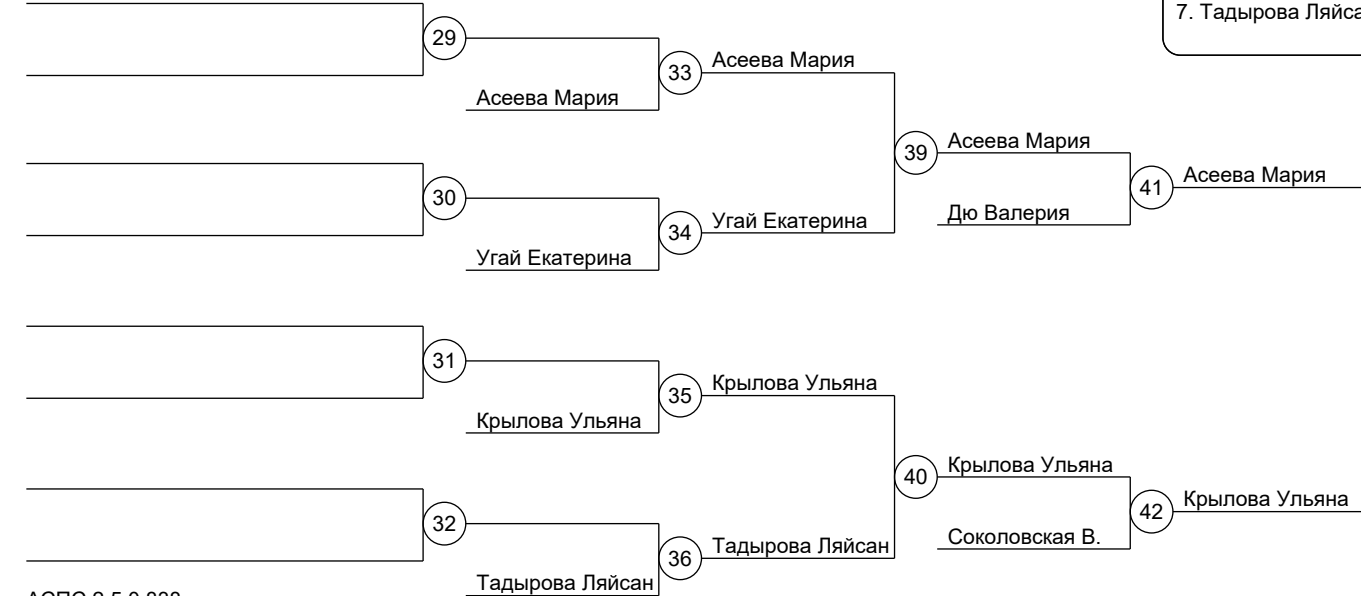 7. Тадырова Ляйса
29
33
Асеева Мария
Асеева Мария
39
Асеева Мария
41
Асеева Мария
30
34
Угай Екатерина
Дю Валерия
Угай Екатерина
31
35
Крылова Ульяна
Крылова Ульяна
40
Крылова Ульяна
42
Крылова Ульяна
32
36
Тадырова Ляйсан
Соколовская В.
Тадырова Ляйсан